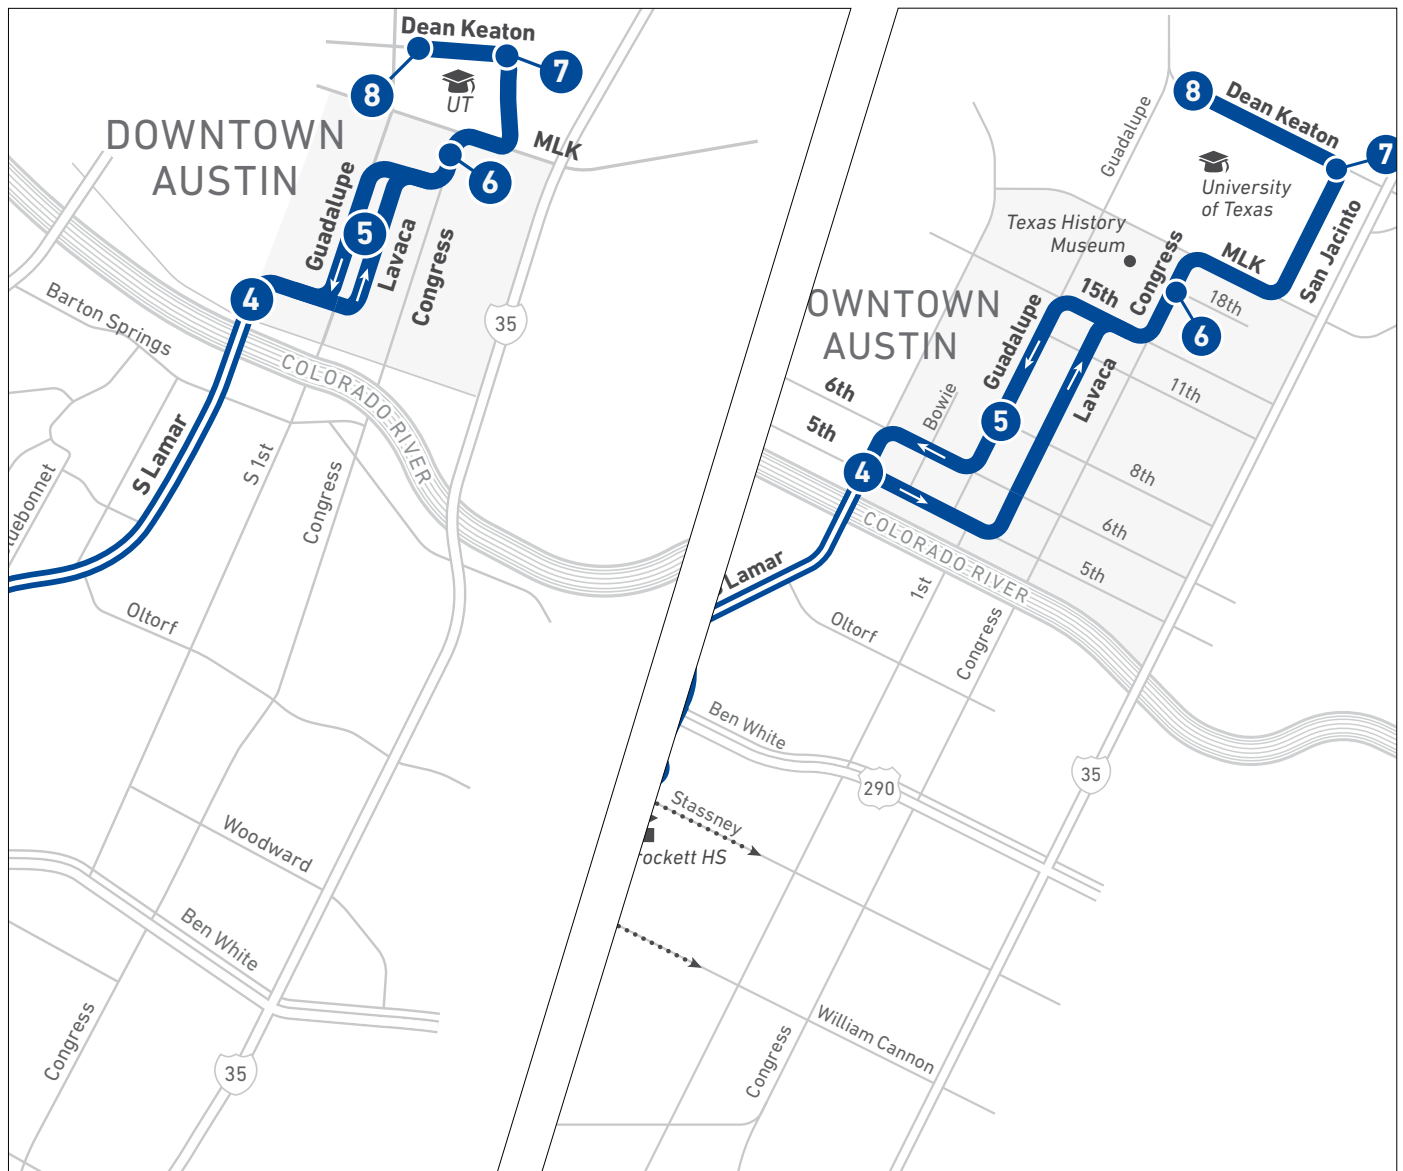 Dean Keaton
7
8
UT
DOWNTOWN
AUSTIN
MLK
6
Guadalupe
5
Lavaca
Congress
4
35
Barton Springs
COLORADO RIVER
S Lamar
S 1st
Congress
luebonnet
Oltorf
Woodward
Ben White
Congress
35
8
Dean Keaton
7
Guadalupe
University
of Texas
Texas History
Museum
Congress
MLK
San Jacinto
15th
18th
6
OWNTOWN
AUSTIN
Guadalupe
6th
Bowie
Lavaca
11th
5th
5
4
8th
6th
5th
COLORADO RIVER
Lamar
1st
Oltorf
Congress
Ben White
290
35
Stassney
rockett HS
William Cannon
Congress